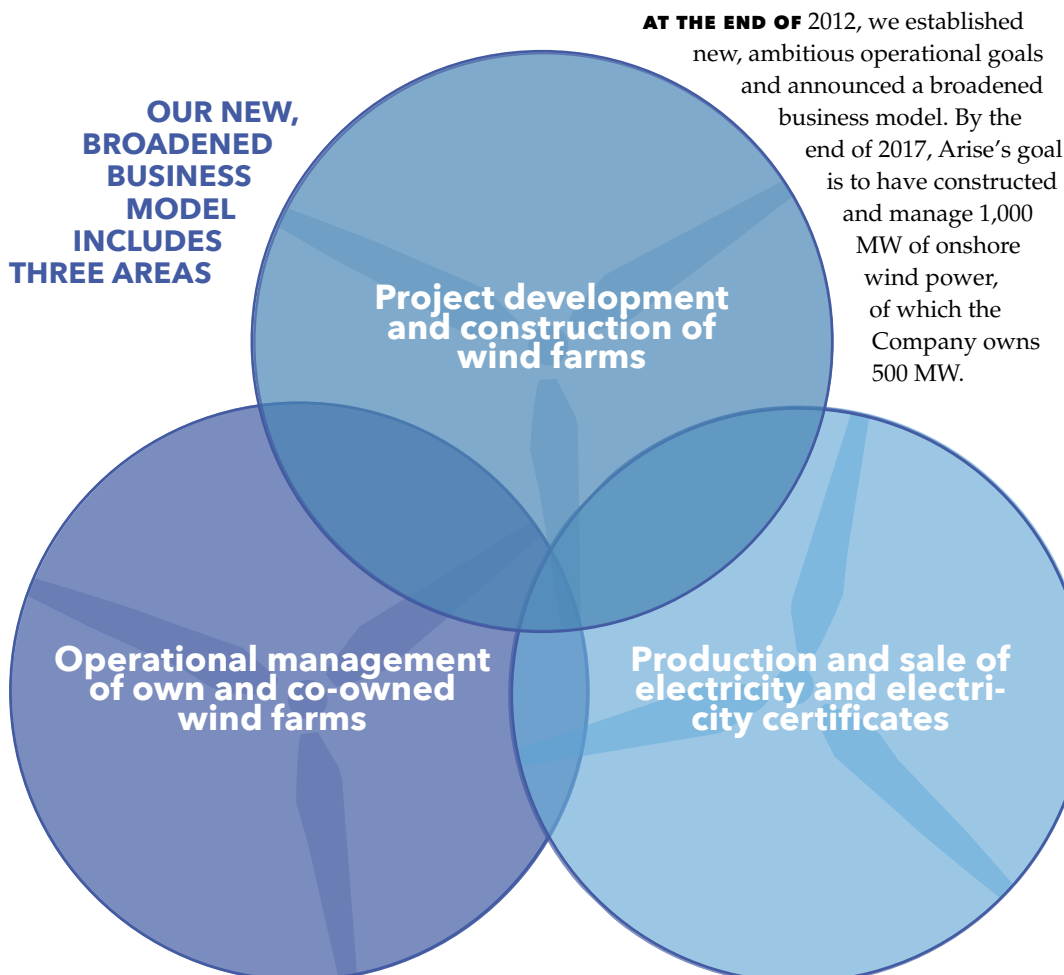 OUR NEW,
BROADENED
BUSINESS
MODEL
INCLUDES
THREE AREAS
AT THE END OF 2012, we established
new, ambitious operational goals
and announced a broadened
business model. By the
end of 2017, Arise’s goal
is to have constructed
and manage 1,000
MW of onshore
wind power,
of which the
Company owns
500 MW.
Project development
and construction of
wind farms
Operational management
of own and co-owned
wind farms
Production and sale of
electricity and electri-
city certificates